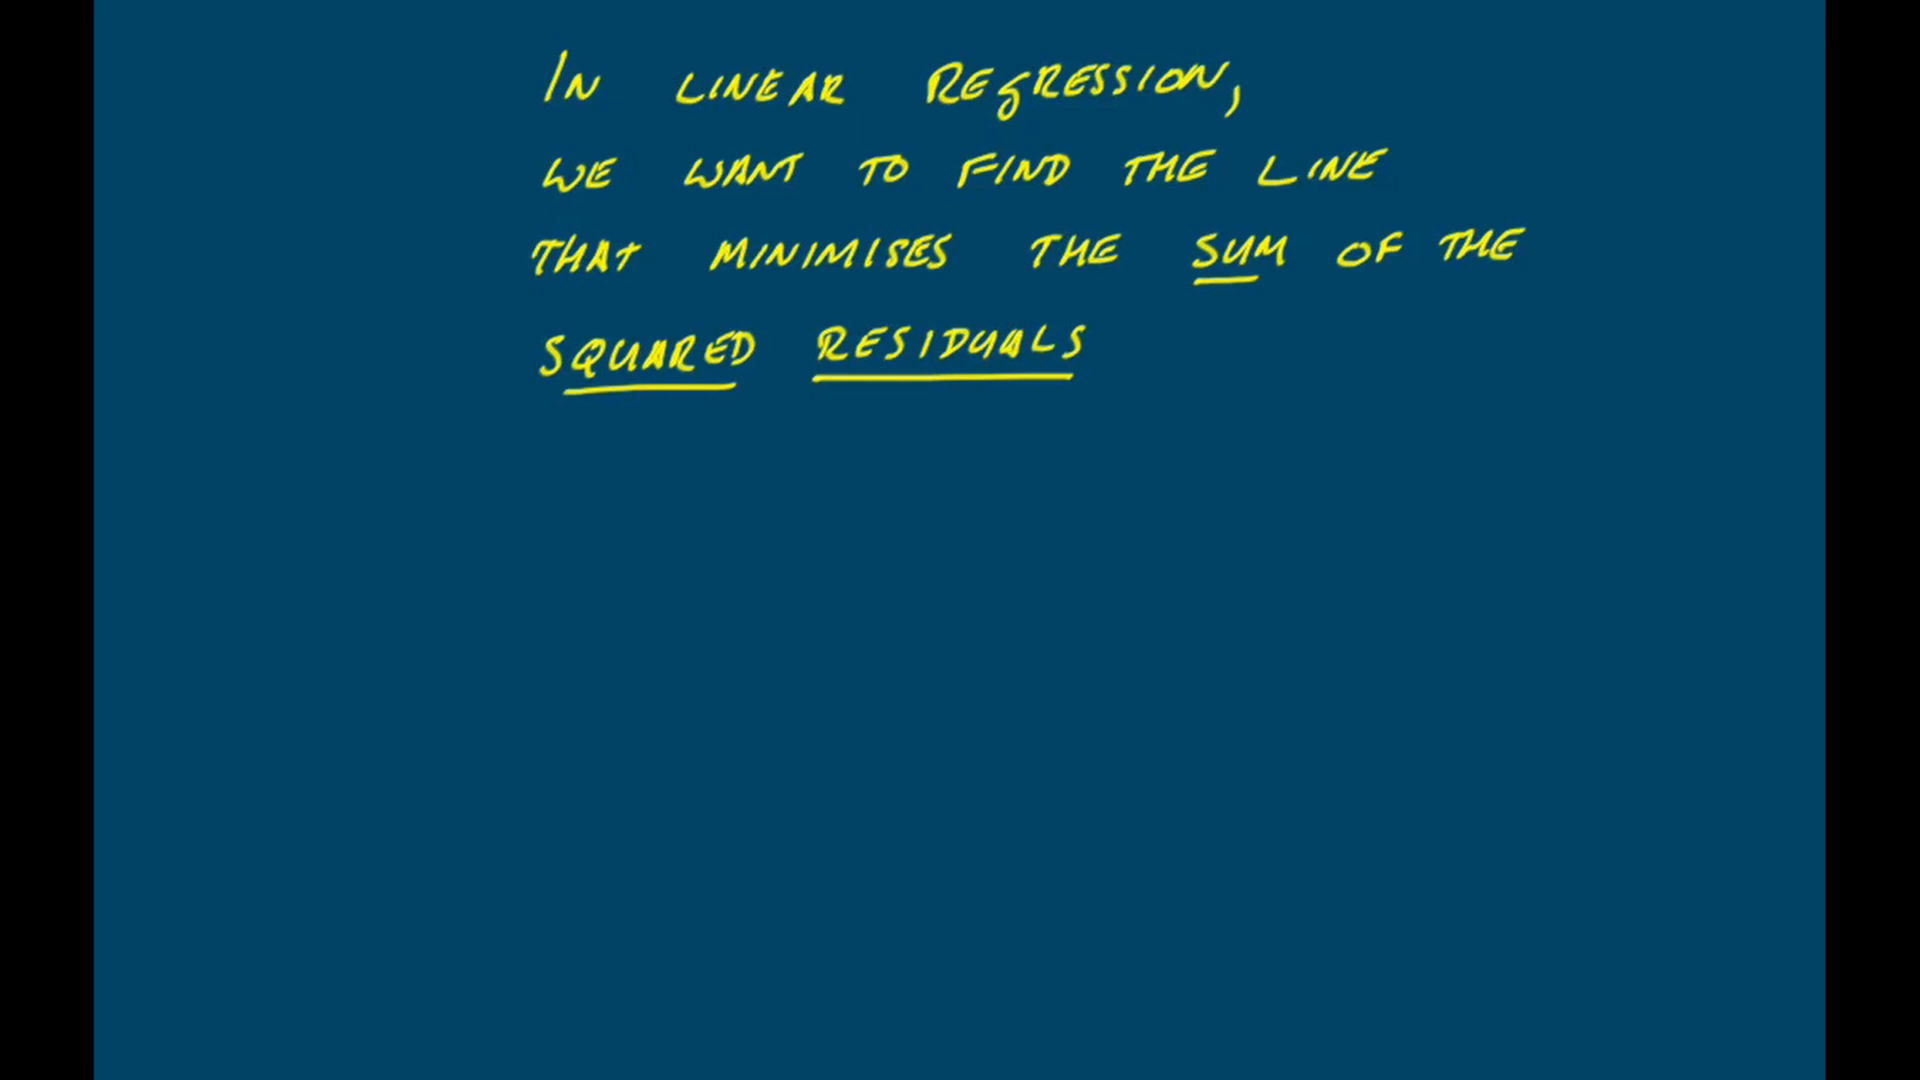 IN LINEAR REGRESSION,
WE WANT TO FIND THE LINE
THAT MINIMISES THE SUM OF THE
SQUARED RESIDUALS